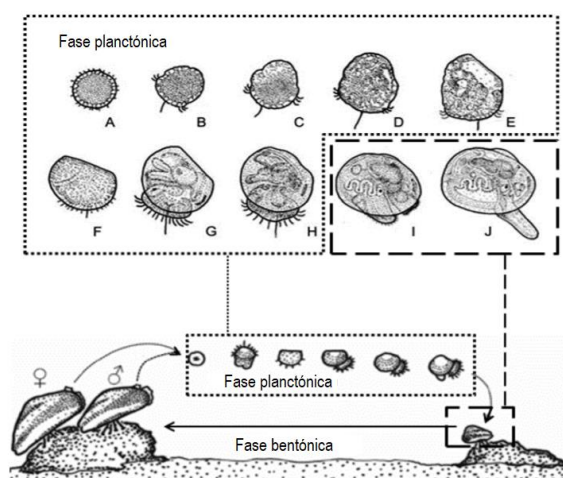 Fase planctónica
A B C D E
F G H I J
♀ ♂
Fase planctónica
Fase bentónica